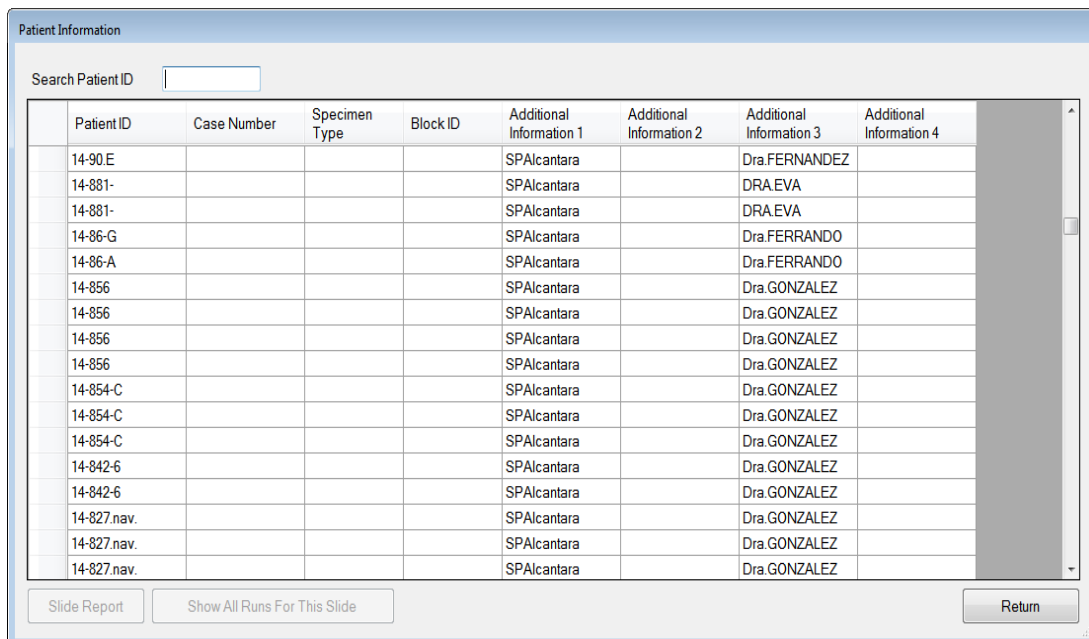 Patient Information
Search Patient ID
Patient ID Case Number Specimen Type Block ID Additional Information 1 Additional Information 2 Additional Information 3 Additional Information 4
14-90.E SPAlcantara Dra.FERNANDEZ
14-881- SPAlcantara DRA.EVA
14-881- SPAlcantara DRA.EVA
14-86-G SPAlcantara Dra.FERRANDO
14-86-A SPAlcantara Dra.FERRANDO
14-856 SPAlcantara Dra.GONZALEZ
14-856 SPAlcantara Dra.GONZALEZ
14-856 SPAlcantara Dra.GONZALEZ
14-856 SPAlcantara Dra.GONZALEZ
14-854-C SPAlcantara Dra.GONZALEZ
14-854-C SPAlcantara Dra.GONZALEZ
14-854-C SPAlcantara Dra.GONZALEZ
14-842-6 SPAlcantara Dra.GONZALEZ
14-842-6 SPAlcantara Dra.GONZALEZ
14-827.nav. SPAlcantara Dra.GONZALEZ
14-827.nav. SPAlcantara Dra.GONZALEZ
14-827.nav. SPAlcantara Dra.GONZALEZ
Slide Report Show All Runs For This Slide Return